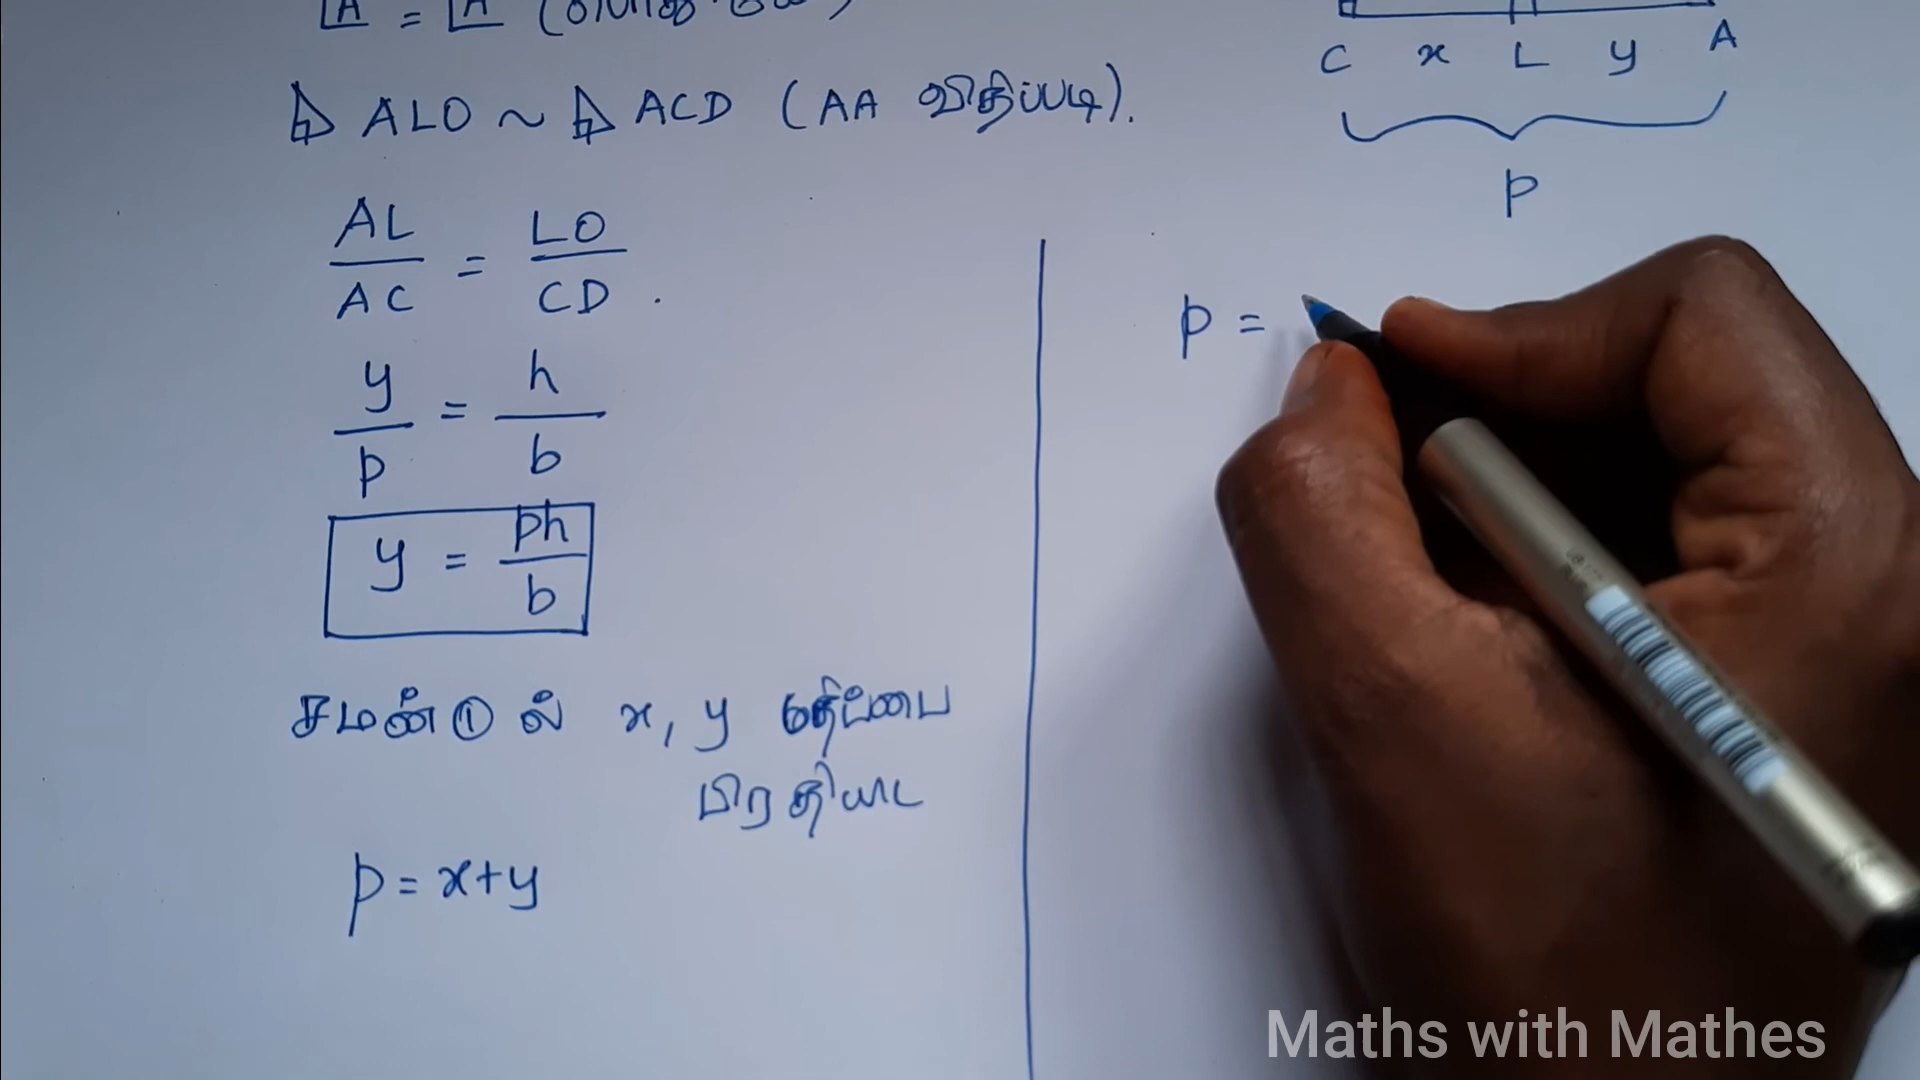 ∠A = ∠A
C x L y A
△ ALO ~ △ ACD (AA விதிப்படி).
p
AL/AC = LO/CD.
y/p = h/b
y = ph/b
சமன் ① ல் x, y மதிப்பை
பிரதியிட
p = x+y
p =
Maths with Mathes